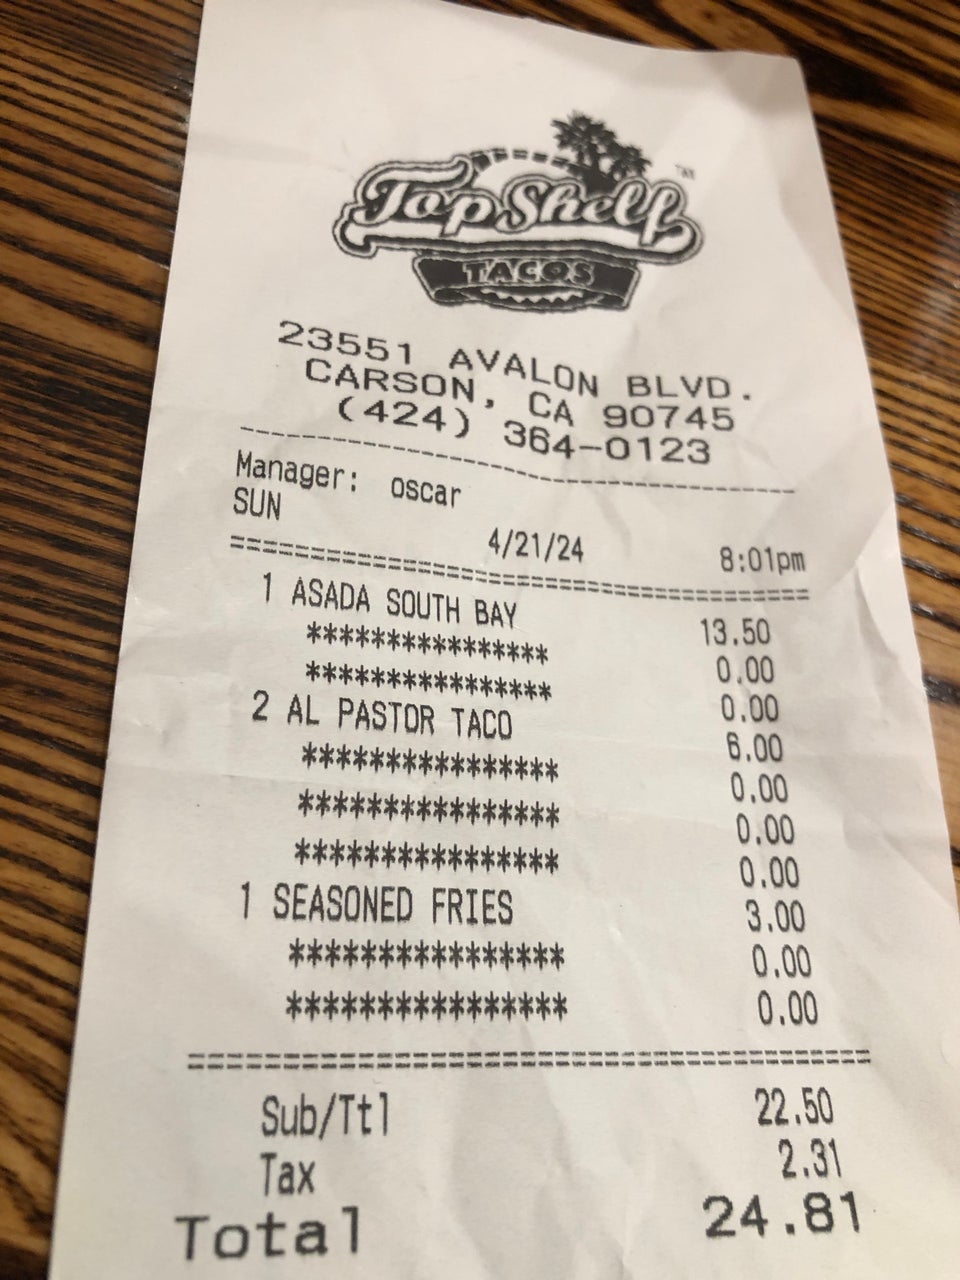 Top Shelf
TM
TACOS
23551 AVALON BLVD.
CARSON, CA 90745
(424) 364-0123
--------------------------------
Manager: oscar
SUN 4/21/24 8:01pm
================================
1 ASADA SOUTH BAY 13.50
**************** 0.00
**************** 0.00
2 AL PASTOR TACO 6.00
**************** 0.00
**************** 0.00
**************** 0.00
1 SEASONED FRIES 3.00
**************** 0.00
**************** 0.00
================================
Sub/Ttl 22.50
Tax 2.31
Total 24.81